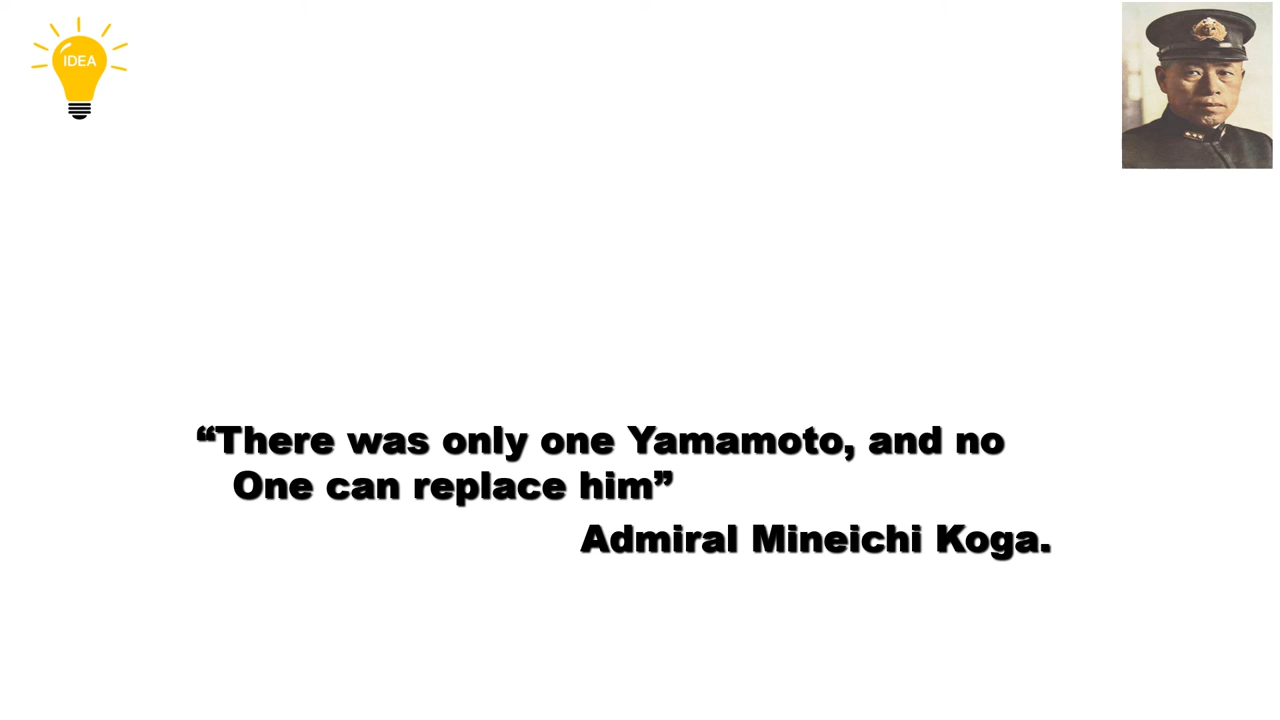 IDEA
“There was only one Yamamoto, and no
One can replace him”
Admiral Mineichi Koga.